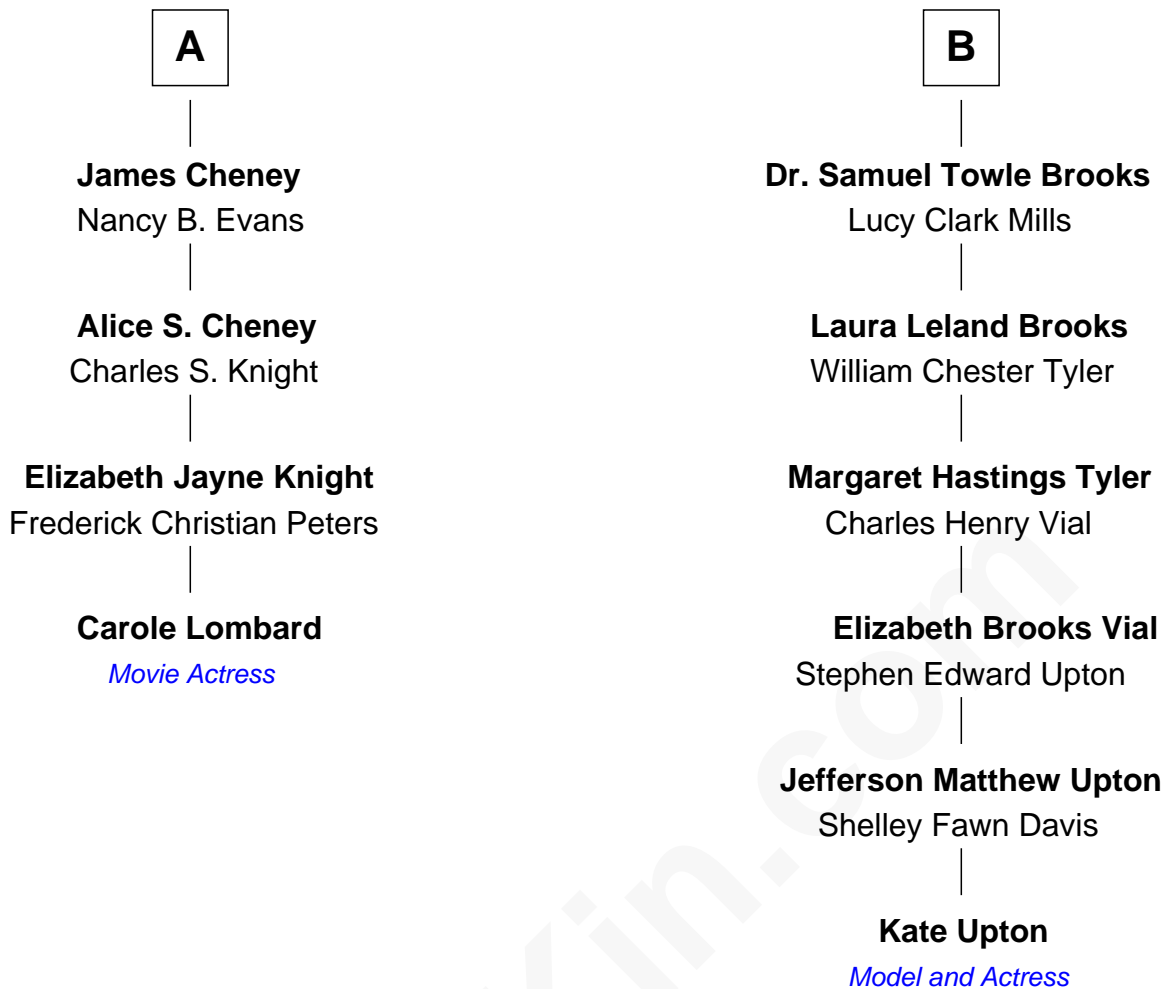 A
James Cheney
Nancy B. Evans
Alice S. Cheney
Charles S. Knight
Elizabeth Jayne Knight
Frederick Christian Peters
Carole Lombard
Movie Actress
B
Dr. Samuel Towle Brooks
Lucy Clark Mills
Laura Leland Brooks
William Chester Tyler
Margaret Hastings Tyler
Charles Henry Vial
Elizabeth Brooks Vial
Stephen Edward Upton
Jefferson Matthew Upton
Shelley Fawn Davis
Kate Upton
Model and Actress